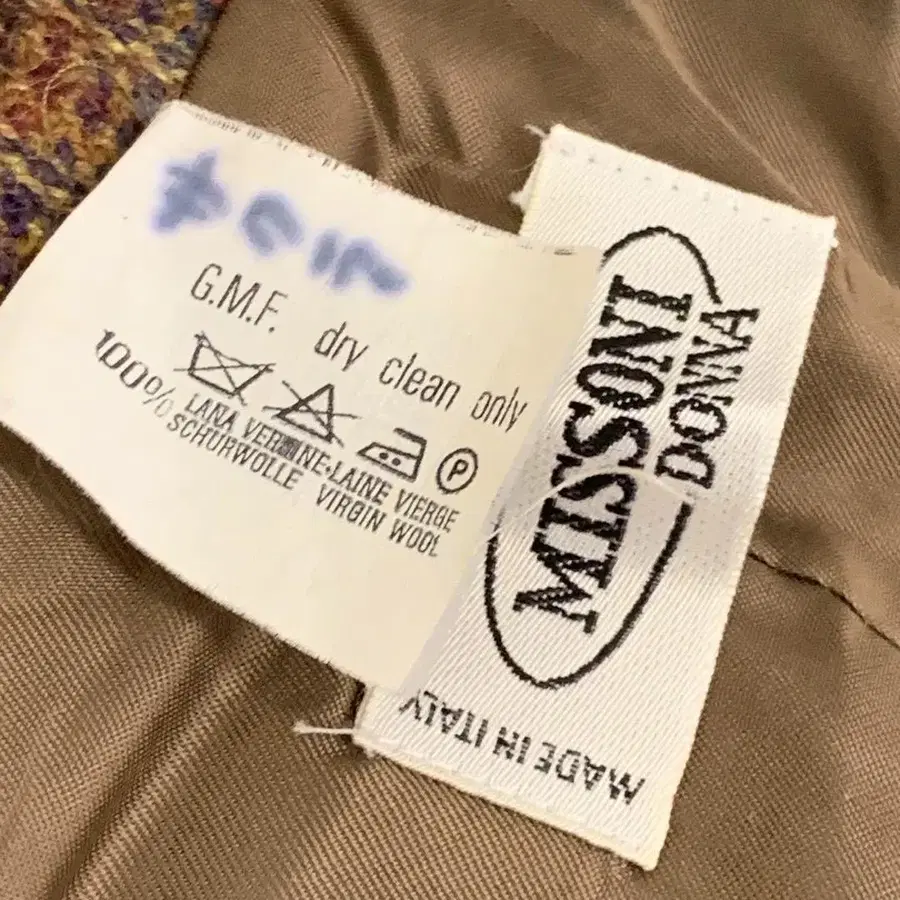 G.M.F. dry clean only
100% LANA VERGINE·LAINE VIERGE
SCHURWOLLE VIRGIN WOOL
MISSONI
DONNA
MADE IN ITALY